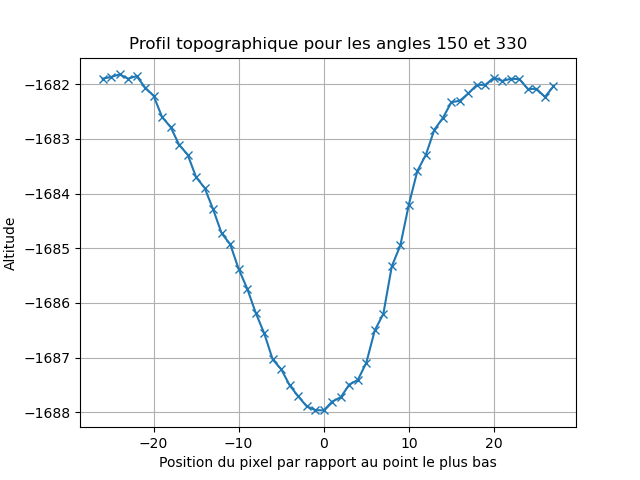 Profil topographique pour les angles 150 et 330
Altitude
−1682
−1683
−1684
−1685
−1686
−1687
−1688
−20 −10 0 10 20
Position du pixel par rapport au point le plus bas